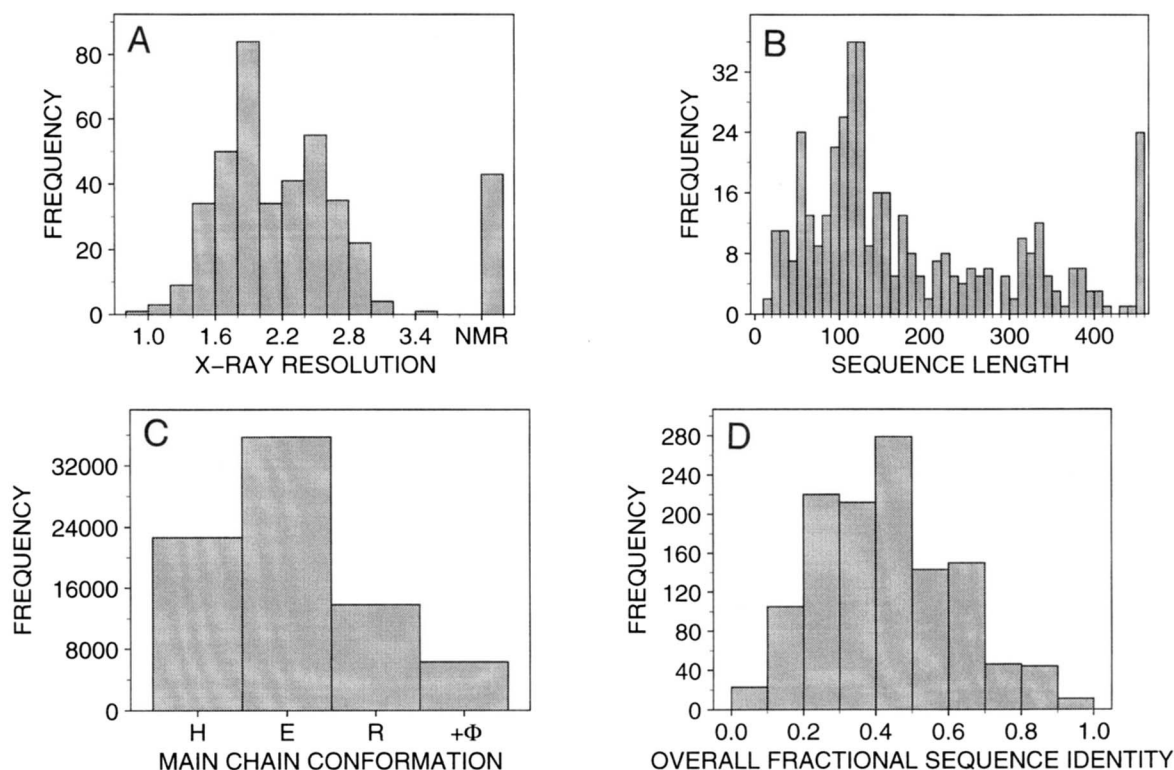 A
FREQUENCY
80
60
40
20
0
1.0 1.6 2.2 2.8 3.4 NMR
X-RAY RESOLUTION
B
FREQUENCY
32
24
16
8
0
0 100 200 300 400
SEQUENCE LENGTH
C
FREQUENCY
32000
24000
16000
8000
0
H E R +Φ
MAIN CHAIN CONFORMATION
D
FREQUENCY
280
240
200
160
120
80
40
0
0.0 0.2 0.4 0.6 0.8 1.0
OVERALL FRACTIONAL SEQUENCE IDENTITY